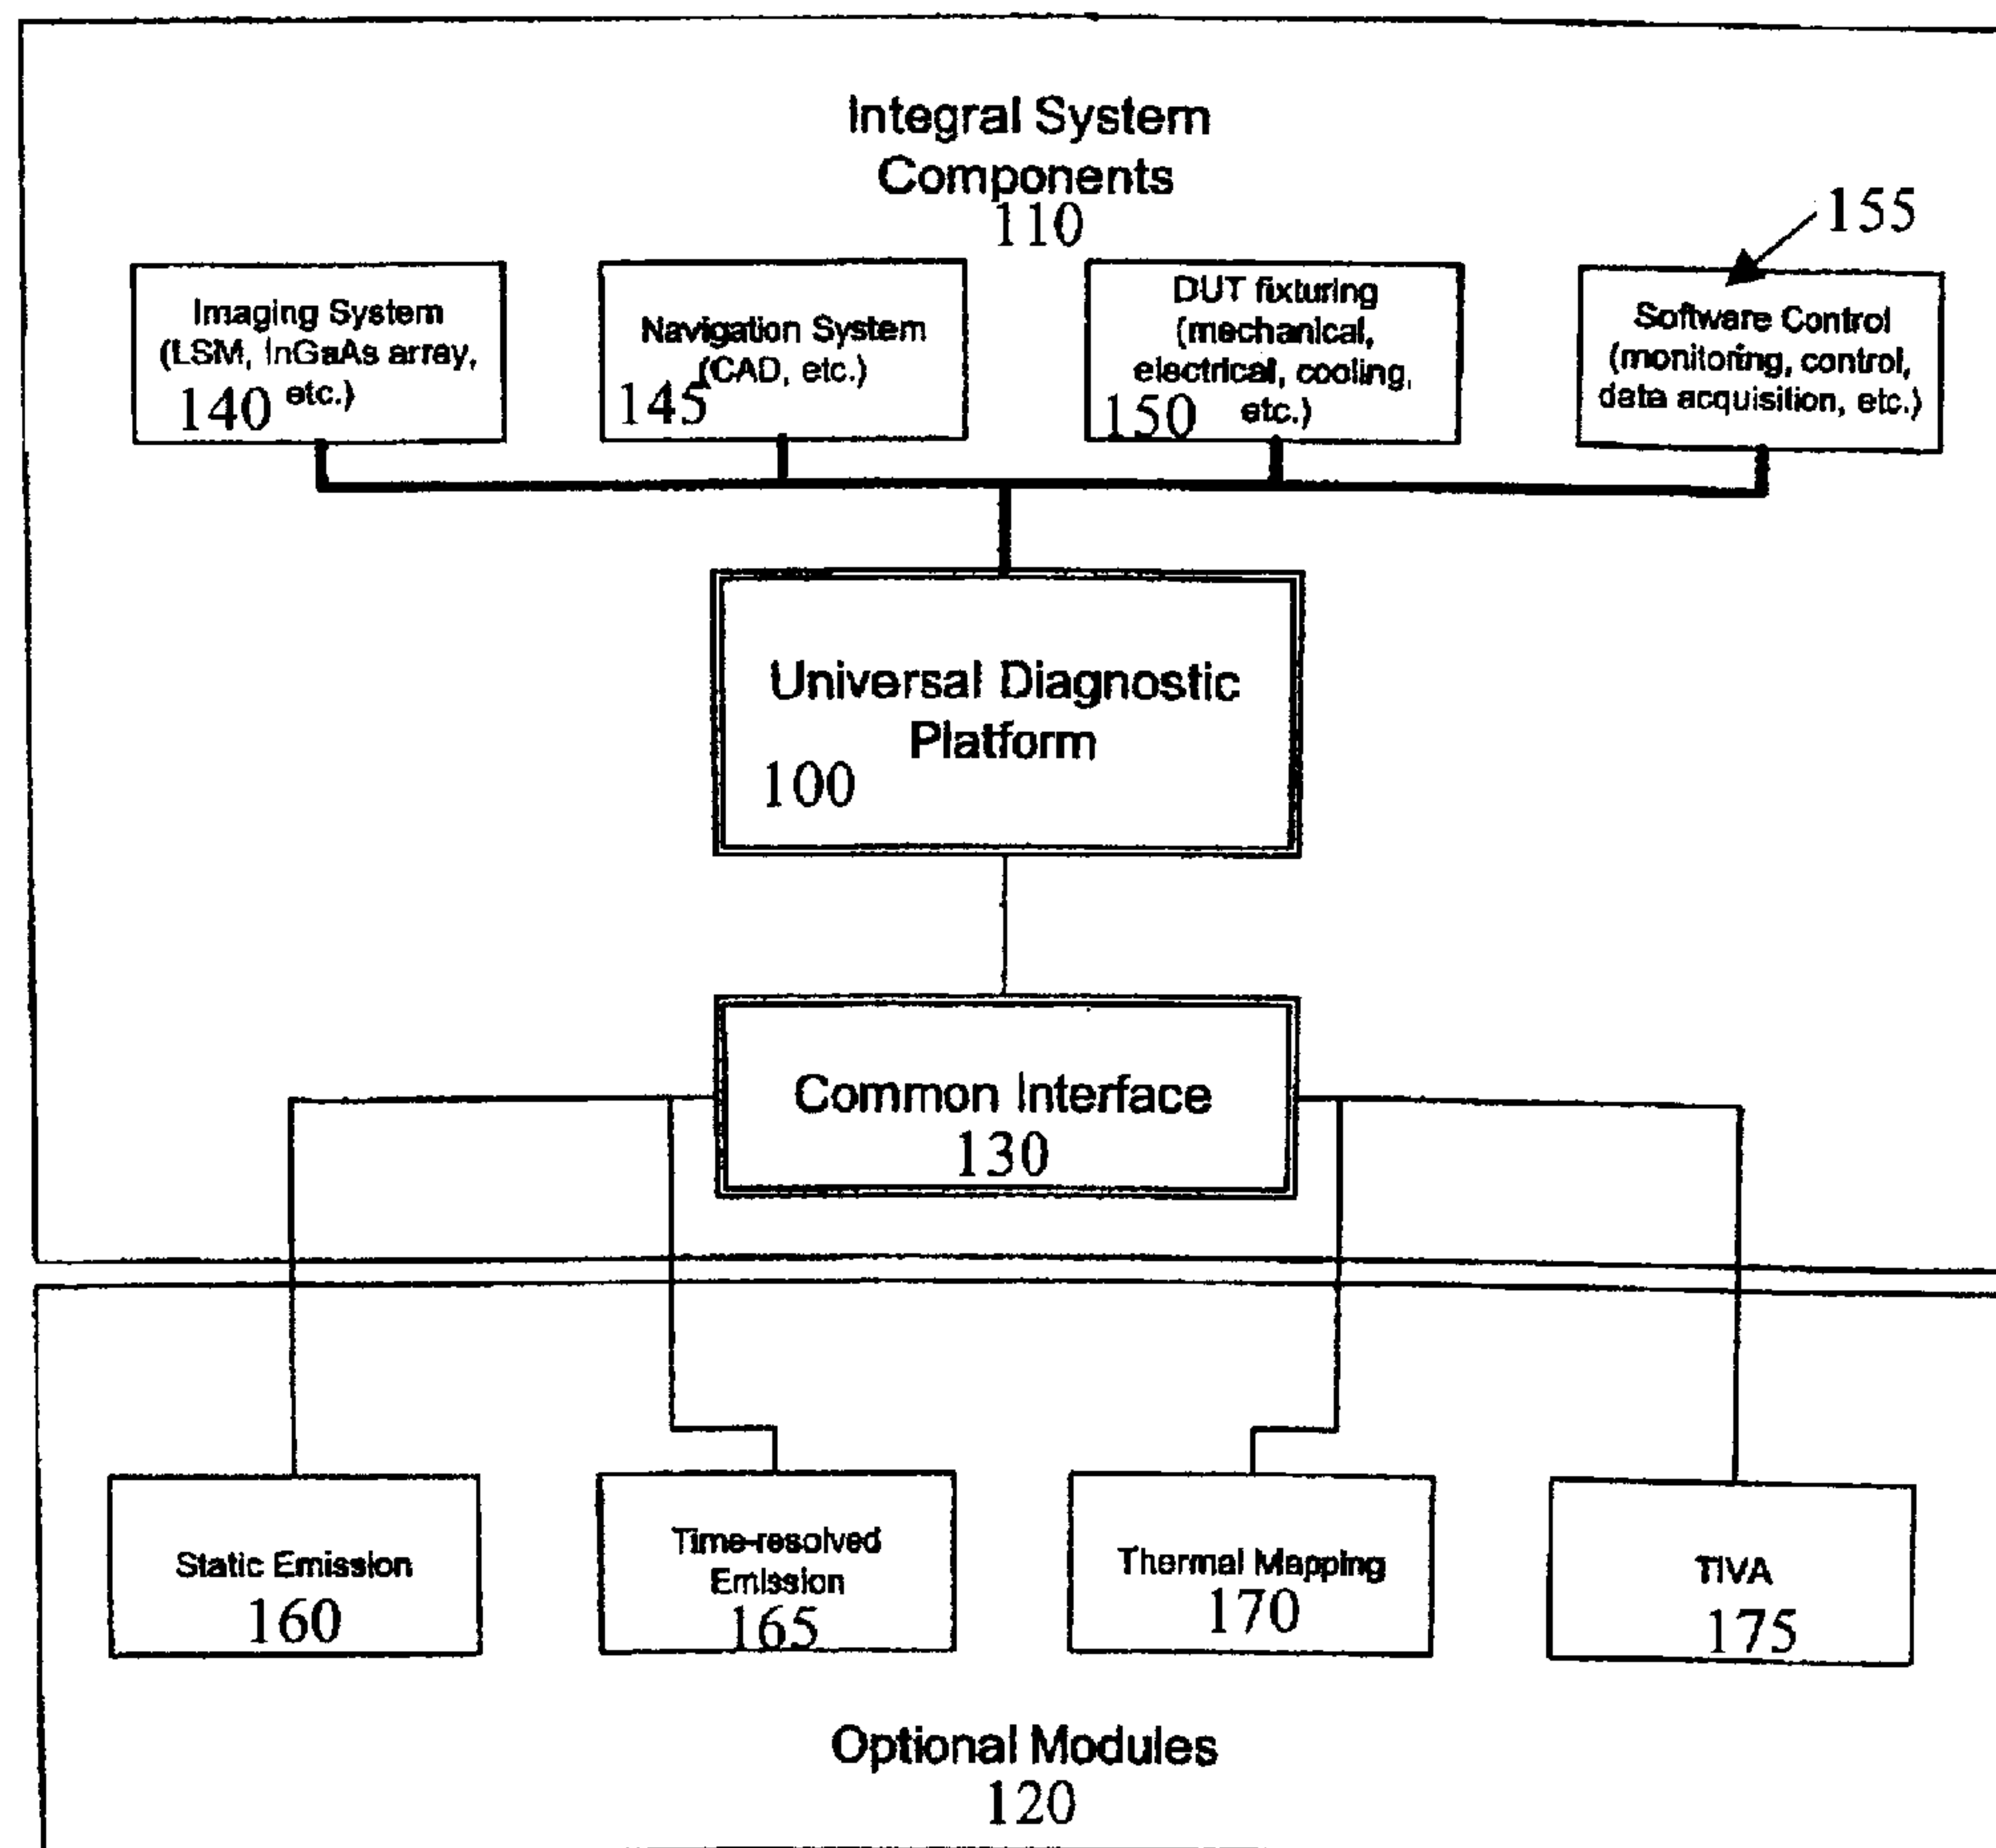 Integral System
Components
110
155
Imaging System
(LSM, InGaAs array,
etc.)
140
Navigation System
(CAD, etc.)
145
DUT fixturing
(mechanical,
electrical, cooling,
etc.)
150
Software Control
(monitoring, control,
data acquisition, etc.)
Universal Diagnostic
Platform
100
Common Interface
130
Static Emission
160
Time-resolved
Emission
165
Thermal Mapping
170
TIVA
175
Optional Modules
120